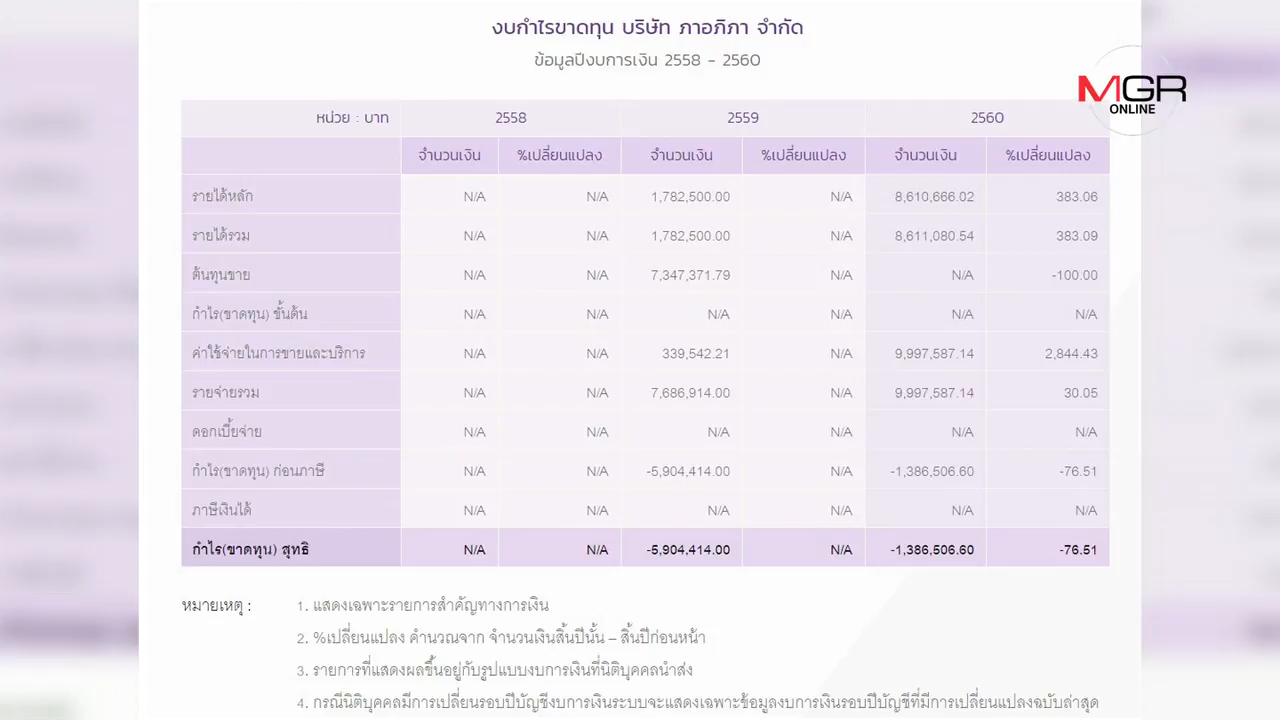 งบกำไรขาดทุน บริษัท ภาอภิภา จำกัด
ข้อมูลปีงบการเงิน 2558 - 2560
MGR
ONLINE
หน่วย : บาท 2558 2559 2560
จำนวนเงิน %เปลี่ยนแปลง จำนวนเงิน %เปลี่ยนแปลง จำนวนเงิน %เปลี่ยนแปลง
รายได้หลัก N/A N/A 1,782,500.00 N/A 8,610,666.02 383.06
รายได้รวม N/A N/A 1,782,500.00 N/A 8,611,080.54 383.09
ต้นทุนขาย N/A N/A 7,347,371.79 N/A N/A -100.00
กำไร(ขาดทุน) ขั้นต้น N/A N/A N/A N/A N/A N/A
ค่าใช้จ่ายในการขายและบริการ N/A N/A 339,542.21 N/A 9,997,587.14 2,844.43
รายจ่ายรวม N/A N/A 7,686,914.00 N/A 9,997,587.14 30.05
ดอกเบี้ยจ่าย N/A N/A N/A N/A N/A N/A
กำไร(ขาดทุน) ก่อนภาษี N/A N/A -5,904,414.00 N/A -1,386,506.60 -76.51
ภาษีเงินได้ N/A N/A N/A N/A N/A N/A
กำไร(ขาดทุน) สุทธิ N/A N/A -5,904,414.00 N/A -1,386,506.60 -76.51
หมายเหตุ : 1. แสดงเฉพาะรายการสำคัญทางการเงิน
2. %เปลี่ยนแปลง คำนวณจาก จำนวนเงินสิ้นปีนั้น – สิ้นปีก่อนหน้า
3. รายการที่แสดงผลขึ้นอยู่กับรูปแบบงบการเงินที่นิติบุคคลนำส่ง
4. กรณีนิติบุคคลมีการเปลี่ยนรอบปีบัญชีงบการเงินระบบจะแสดงเฉพาะข้อมูลงบการเงินรอบปีบัญชีที่มีการเปลี่ยนแปลงฉบับล่าสุด